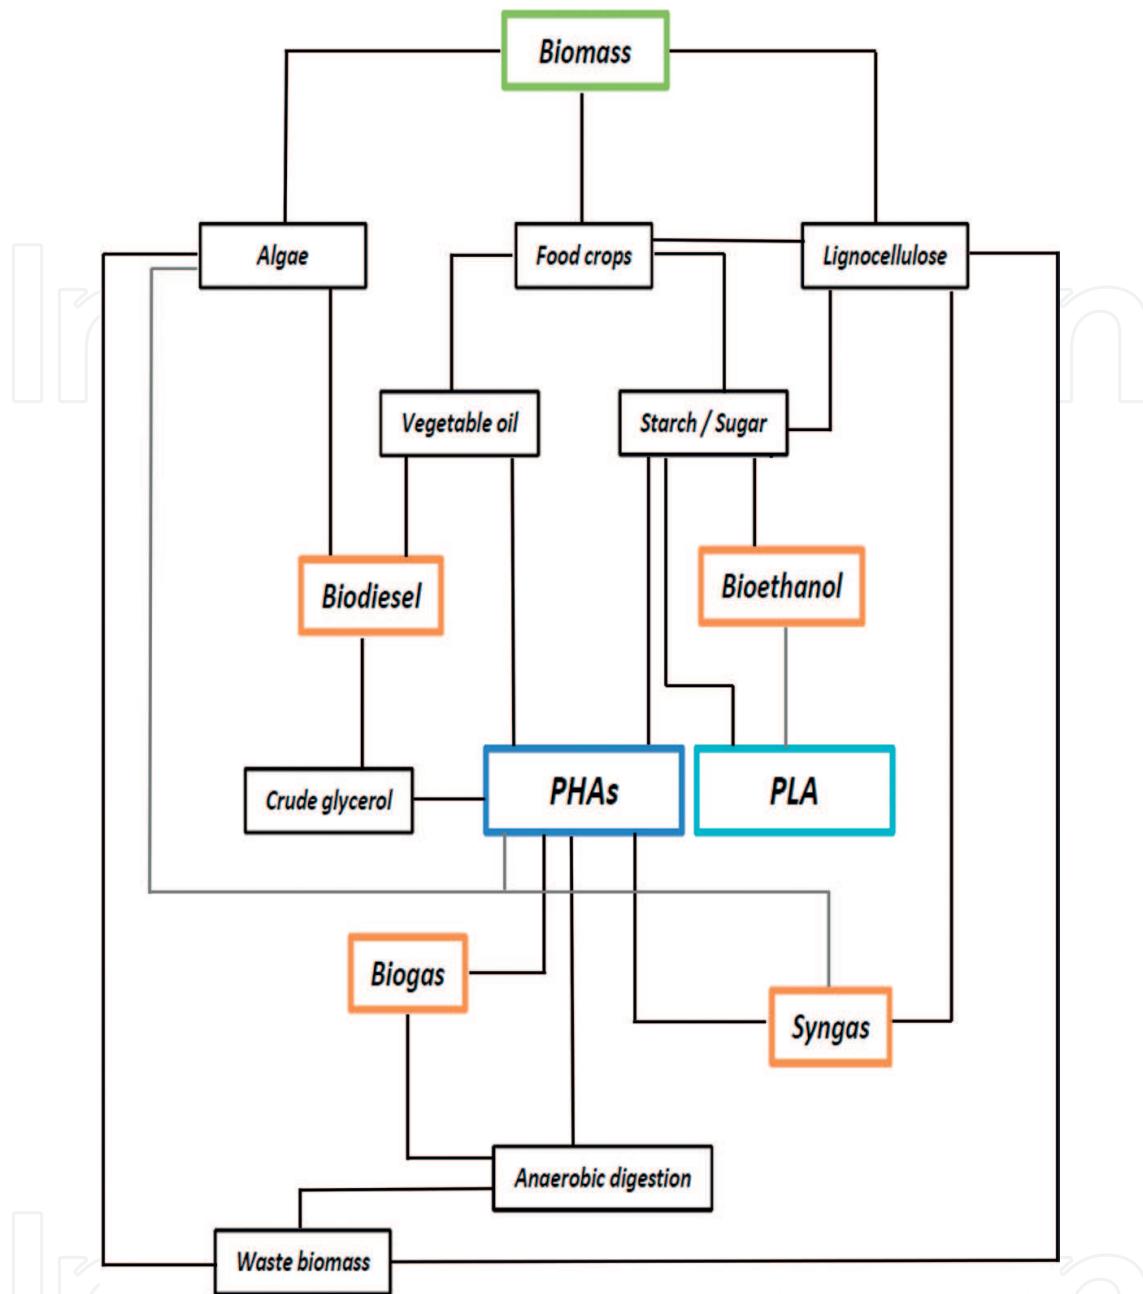 Biomass
Algae
Food crops
Lignocellulose
Vegetable oil
Starch / Sugar
Biodiesel
Bioethanol
Crude glycerol
PHAs
PLA
Biogas
Syngas
Anaerobic digestion
Waste biomass